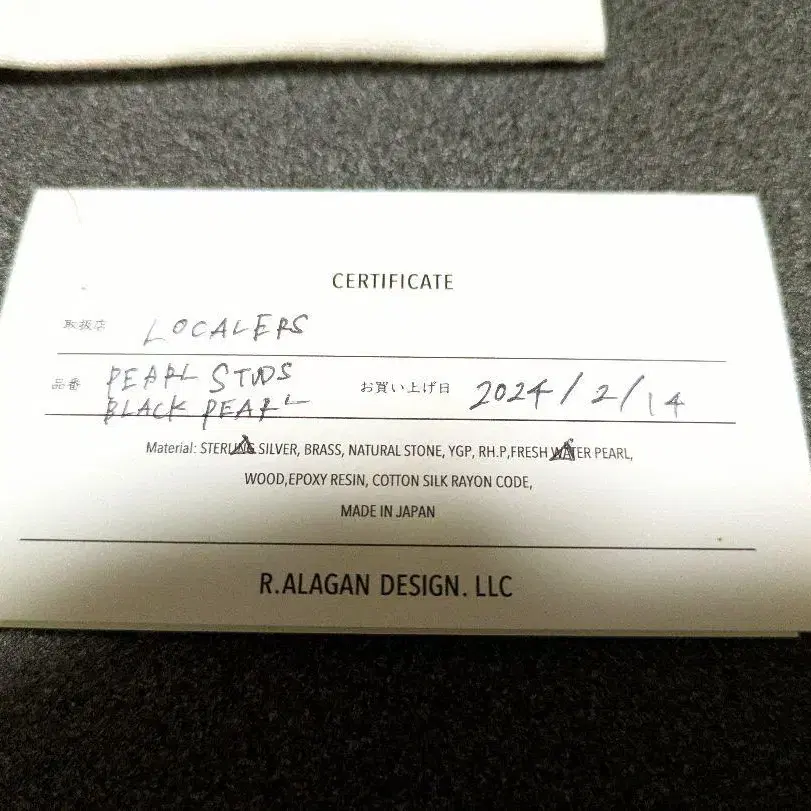 CERTIFICATE
取扱店 LOCALERS
品番 PEARL STUDS
BLACK PEARL
お買い上げ日 2024/2/14
Material: STERLING SILVER, BRASS, NATURAL STONE, YGP, RH.P,FRESH WATER PEARL,
WOOD,EPOXY RESIN, COTTON SILK RAYON CODE,
MADE IN JAPAN
R.ALAGAN DESIGN. LLC